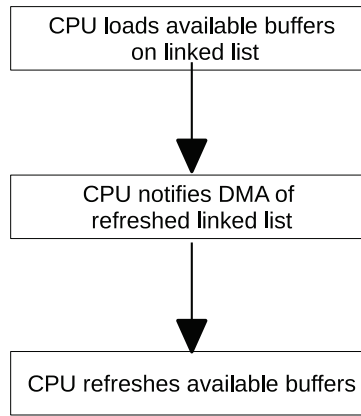 CPU loads available buffers
on linked list
CPU notifies DMA of
refreshed linked list
CPU refreshes available buffers